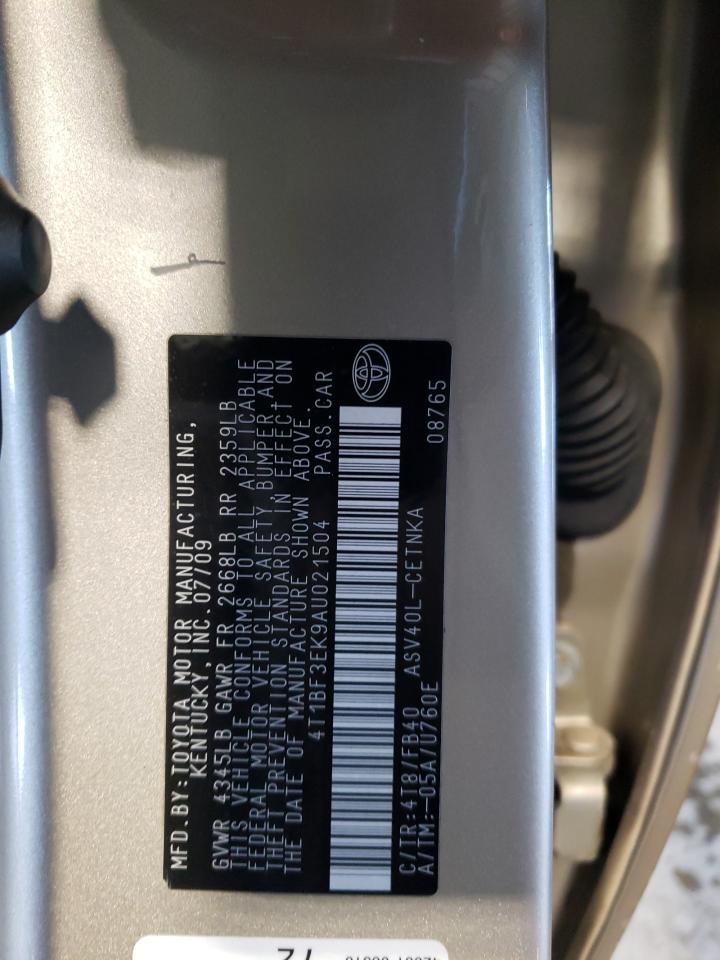 MFD.BY:TOYOTA MOTOR MANUFACTURING,
KENTUCKY, INC. 07/09
GVWR 4345LB GAWR FR 2668LB RR 2359LB
THIS VEHICLE CONFORMS TO ALL APPLICABLE
FEDERAL MOTOR VEHICLE SAFETY, BUMPER AND
THEFT PREVENTION STANDARDS IN EFFECT ON
THE DATE OF MANUFACTURE SHOWN ABOVE.
4T1BF3EK9AU021504 PASS.CAR
C/TR:4T8/FB40 ASV40L-CETNKA 08765
A/TM:-05A/U760E
72